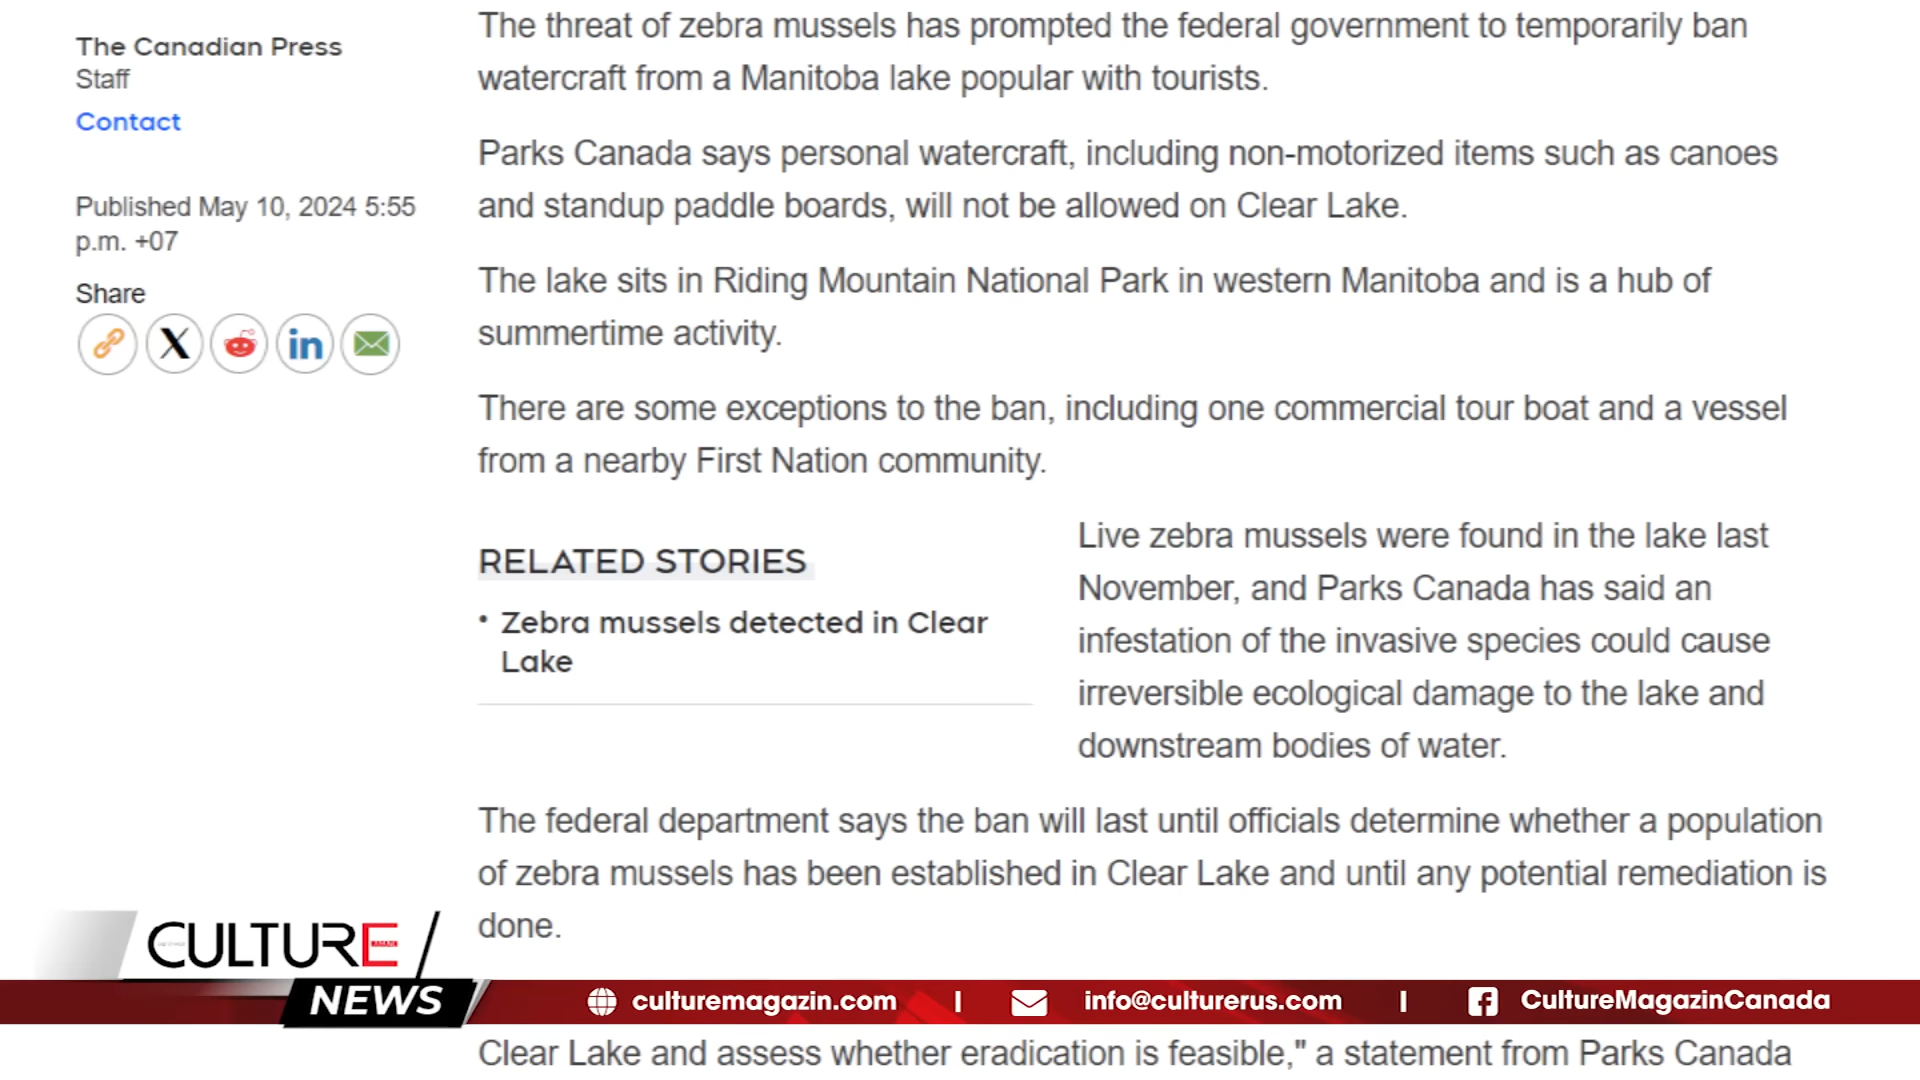 The Canadian Press
Staff
Contact
Published May 10, 2024 5:55
p.m. +07
Share
The threat of zebra mussels has prompted the federal government to temporarily ban
watercraft from a Manitoba lake popular with tourists.
Parks Canada says personal watercraft, including non-motorized items such as canoes
and standup paddle boards, will not be allowed on Clear Lake.
The lake sits in Riding Mountain National Park in western Manitoba and is a hub of
summertime activity.
There are some exceptions to the ban, including one commercial tour boat and a vessel
from a nearby First Nation community.
RELATED STORIES
• Zebra mussels detected in Clear
Lake
Live zebra mussels were found in the lake last
November, and Parks Canada has said an
infestation of the invasive species could cause
irreversible ecological damage to the lake and
downstream bodies of water.
The federal department says the ban will last until officials determine whether a population
of zebra mussels has been established in Clear Lake and until any potential remediation is
done.
CULTURE
NEWS
culturemagazin.com | info@culturerus.com | CultureMagazinCanada
Clear Lake and assess whether eradication is feasible," a statement from Parks Canada